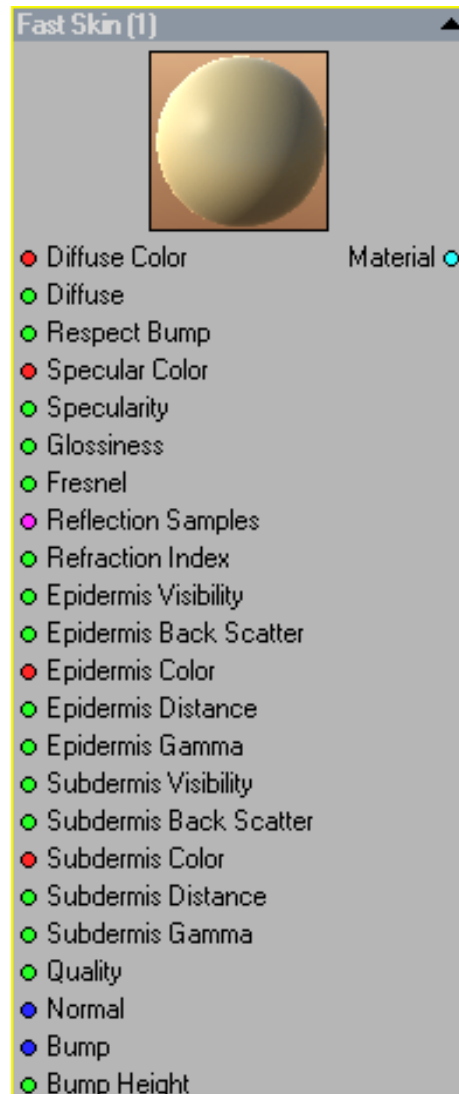 Fast Skin (1)
Diffuse Color
Material
Diffuse
Respect Bump
Specular Color
Specularity
Glossiness
Fresnel
Reflection Samples
Refraction Index
Epidermis Visibility
Epidermis Back Scatter
Epidermis Color
Epidermis Distance
Epidermis Gamma
Subdermis Visibility
Subdermis Back Scatter
Subdermis Color
Subdermis Distance
Subdermis Gamma
Quality
Normal
Bump
Bump Height